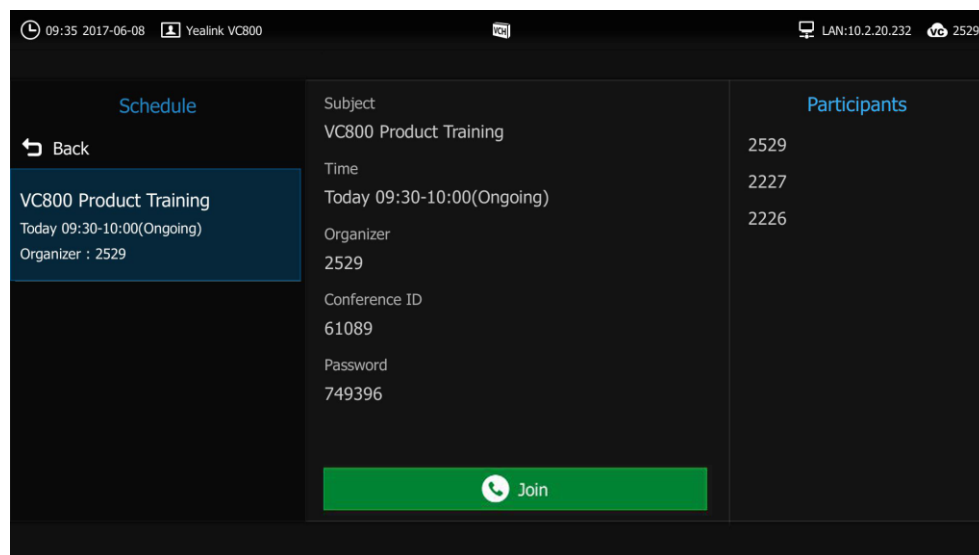 09:35 2017-06-08 Yealink VC800 VCH LAN:10.2.20.232 VC 2529
Schedule
Back
VC800 Product Training
Today 09:30-10:00(Ongoing)
Organizer : 2529
Subject
VC800 Product Training
Time
Today 09:30-10:00(Ongoing)
Organizer
2529
Conference ID
61089
Password
749396
Join
Participants
2529
2227
2226